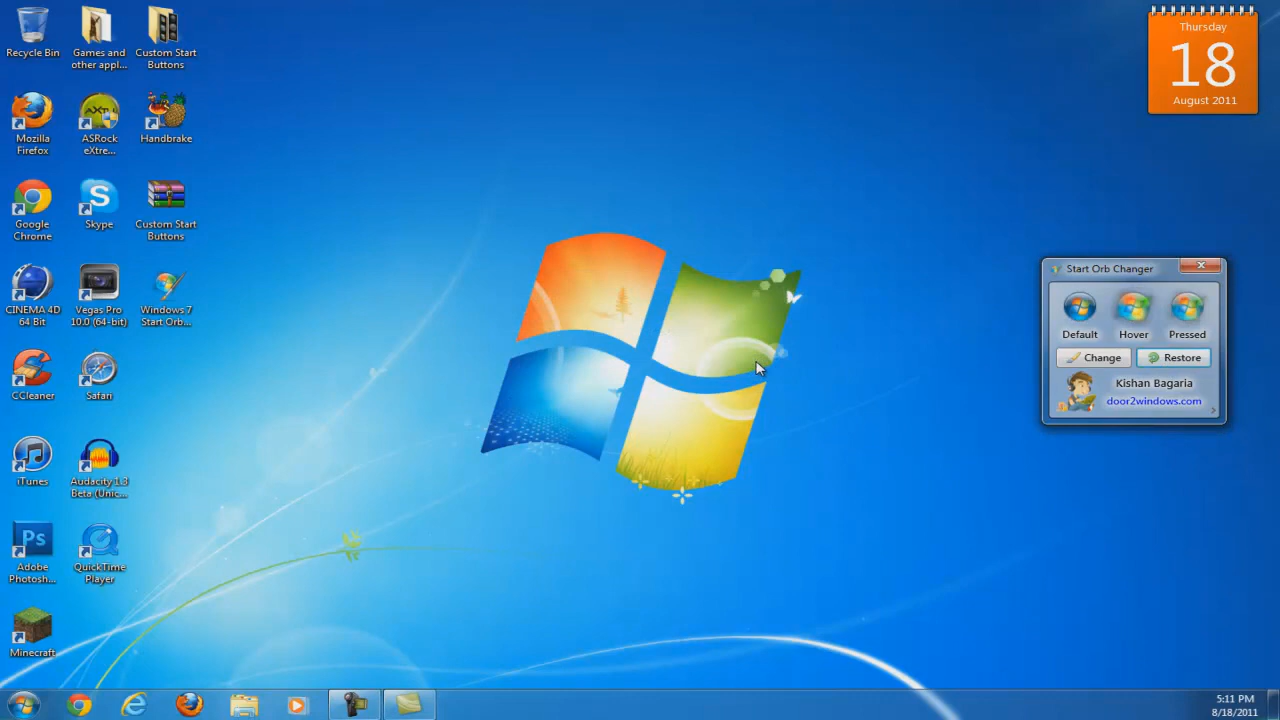 Recycle Bin
Games and
other appl...
Custom Start
Buttons
Mozilla
Firefox
ASRock
eXtre...
Handbrake
Google
Chrome
Skype
Custom Start
Buttons
CINEMA 4D
64 Bit
Vegas Pro
10.0 (64-bit)
Windows 7
Start Orb...
CCleaner
Safari
iTunes
Audacity 1.3
Beta (Unic...
Ps
Adobe
Photosh...
QuickTime
Player
Minecraft
Thursday
18
August 2011
Start Orb Changer
Default
Hover
Pressed
Change
Restore
Kishan Bagaria
door2windows.com
5:11 PM
8/18/2011